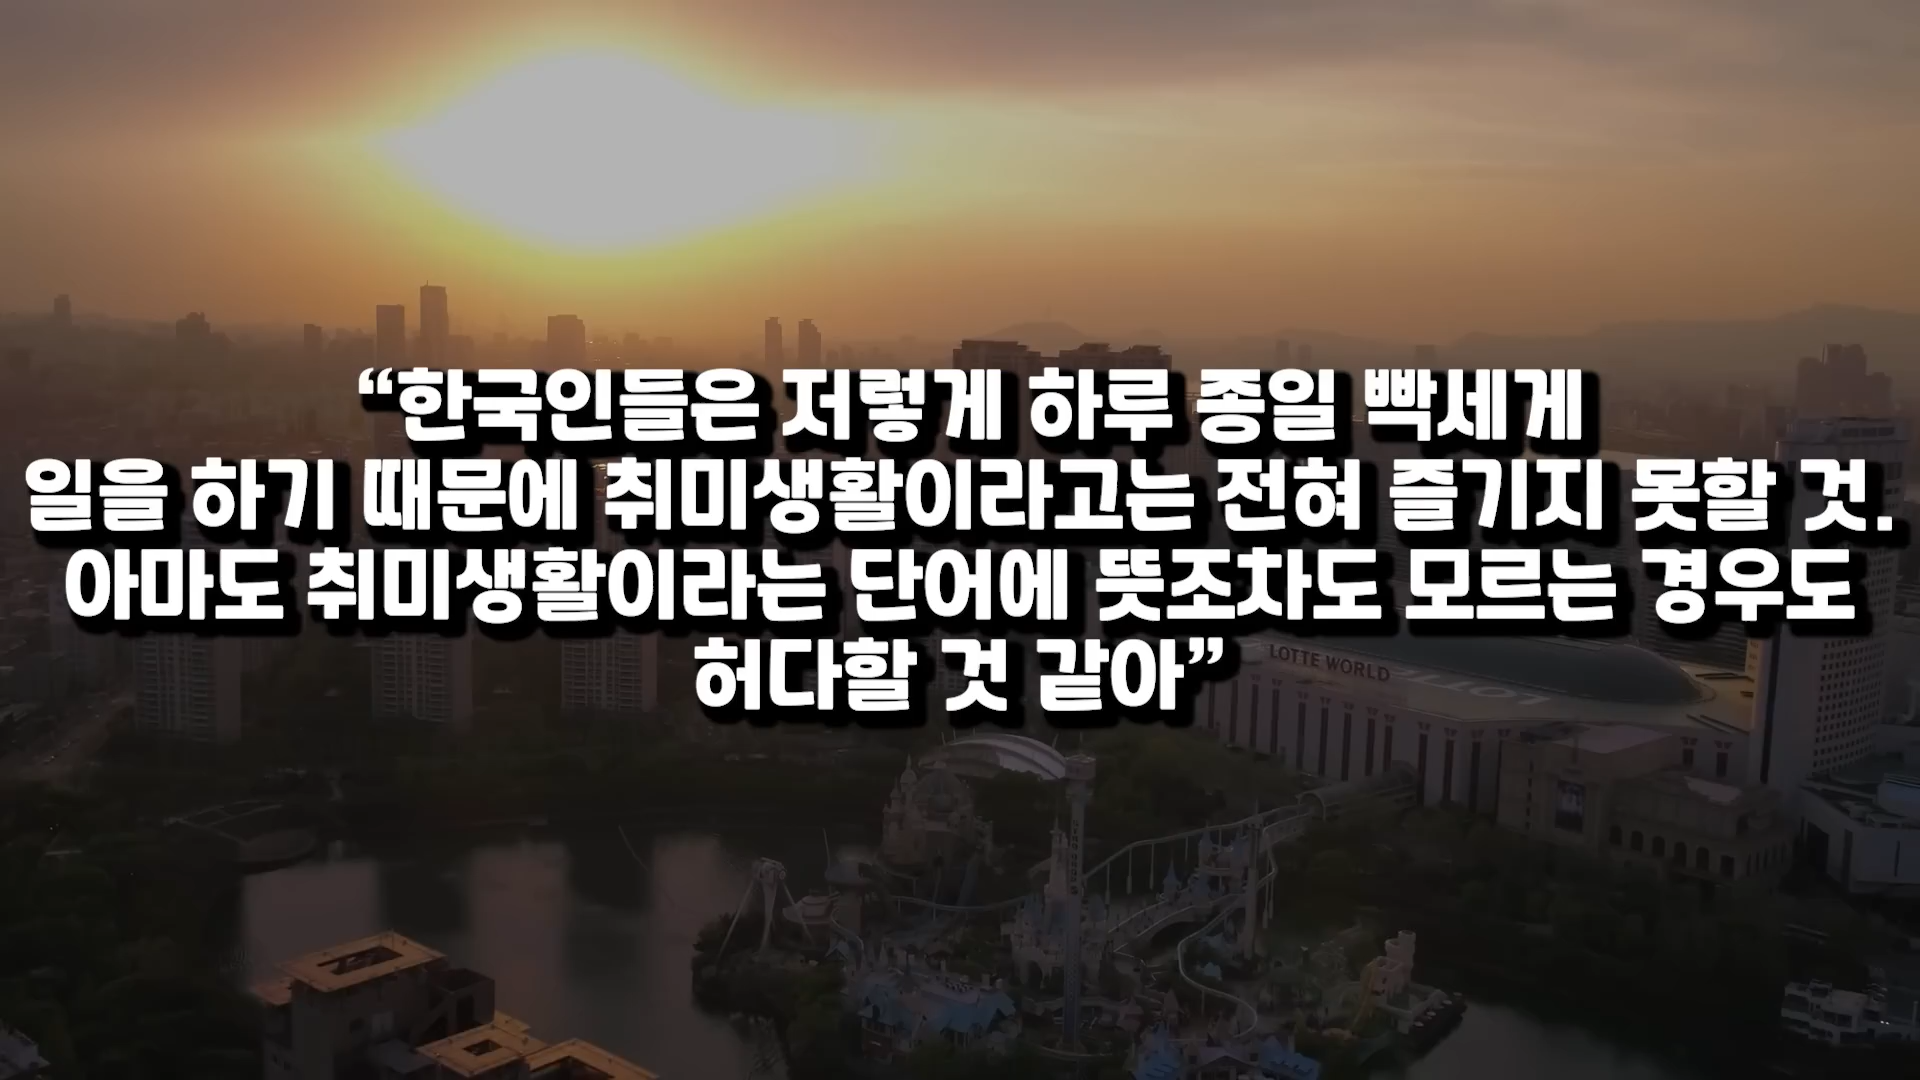 “한국인들은 저렇게 하루 종일 빡세게
일을 하기 때문에 취미생활이라고는 전혀 즐기지 못할 것.
아마도 취미생활이라는 단어에 뜻조차도 모르는 경우도
허다할 것 같아”
LOTTE WORLD
LOTTE